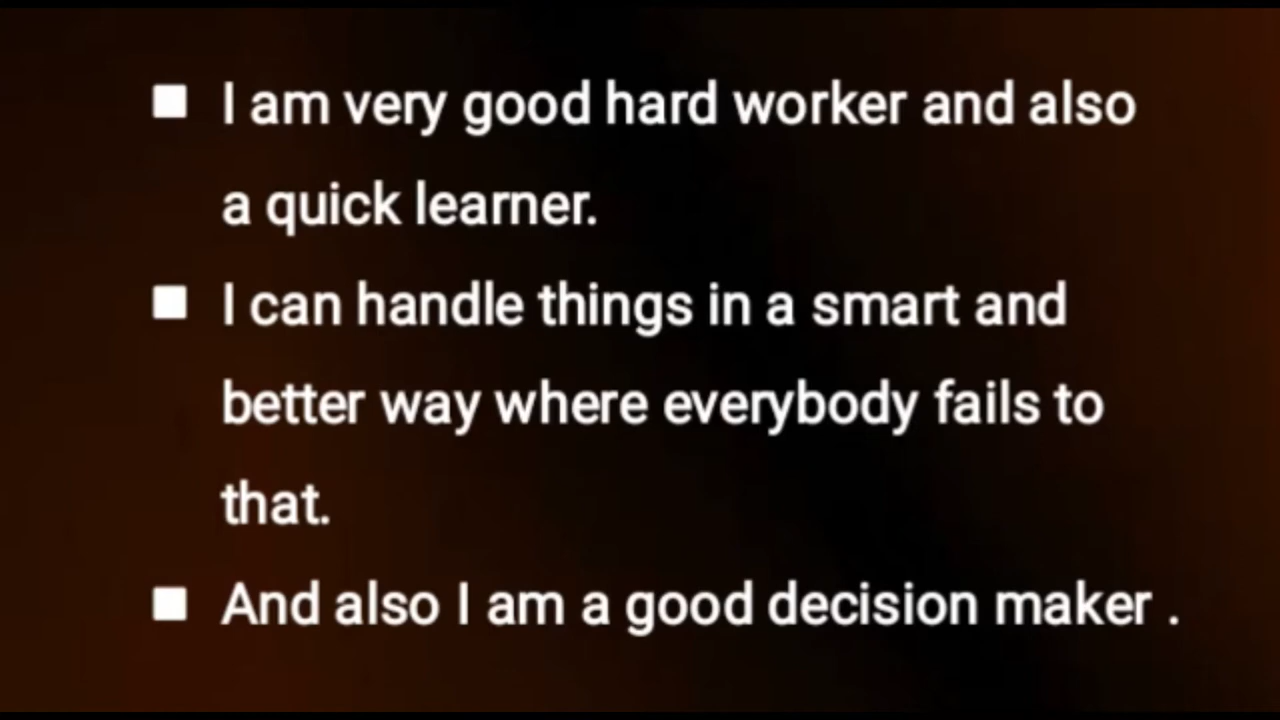 ■ I am very good hard worker and also
a quick learner.
■ I can handle things in a smart and
better way where everybody fails to
that.
■ And also I am a good decision maker .